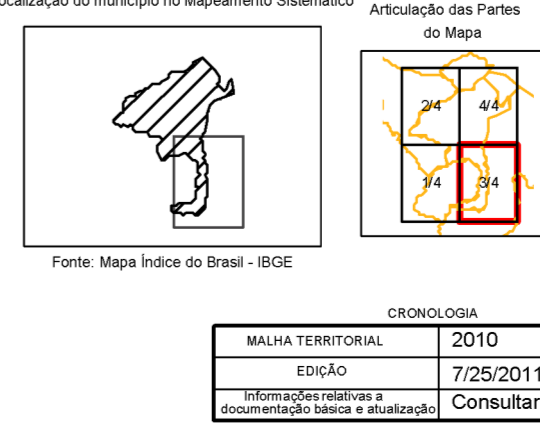 ocalização do município no Mapeamento Sistemático
Articulação das Partes
do Mapa
2/4 4/4
1/4 3/4
Fonte: Mapa Índice do Brasil - IBGE
CRONOLOGIA
MALHA TERRITORIAL 2010
EDIÇÃO 7/25/2011
Informações relativas a
documentação básica e atualização Consultar